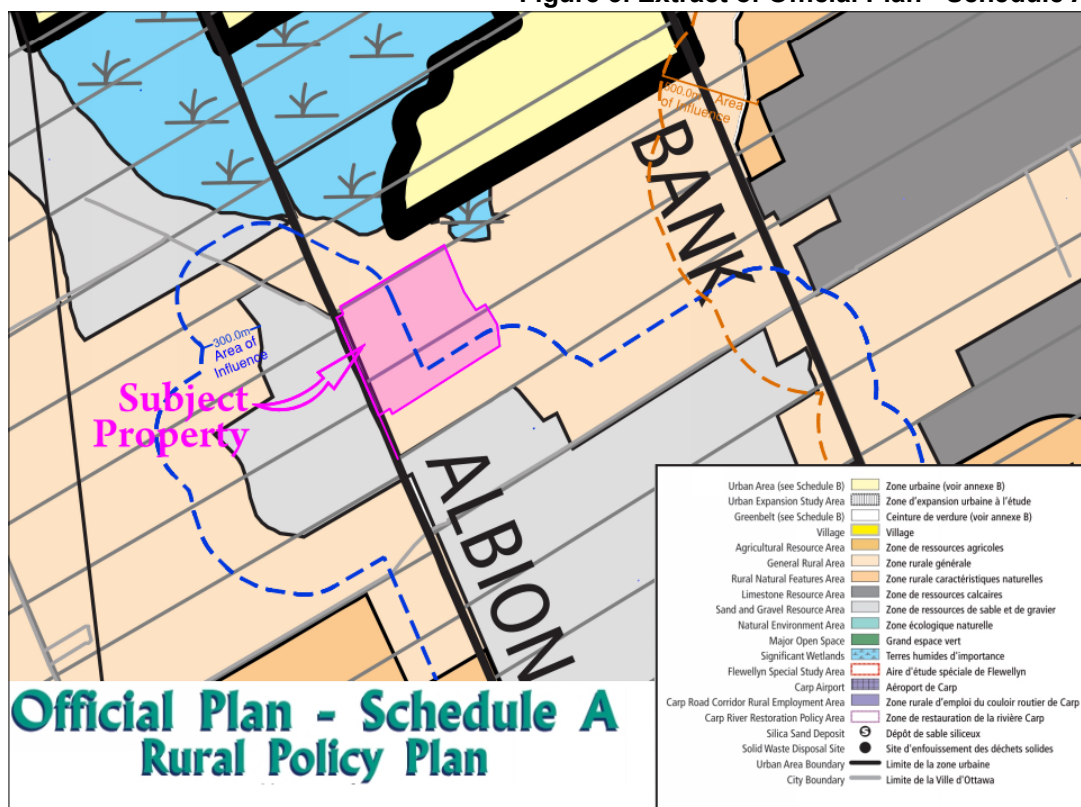 300.0m Area
of Influence
BANK
300.0m
Area of
Influence
Subject
Property
ALBION
Urban Area (see Schedule B) Zone urbaine (voir annexe B)
Urban Expansion Study Area Zone d'expansion urbaine à l'étude
Greenbelt (see Schedule B) Ceinture de verdure (voir annexe B)
Village Village
Agricultural Resource Area Zone de ressources agricoles
General Rural Area Zone rurale générale
Rural Natural Features Area Zone rurale caractéristiques naturelles
Limestone Resource Area Zone de ressources calcaires
Sand and Gravel Resource Area Zone de ressources de sable et de gravier
Natural Environment Area Zone écologique naturelle
Major Open Space Grand espace vert
Significant Wetlands Terres humides d'importance
Flewellyn Special Study Area Aire d'étude spéciale de Flewellyn
Carp Airport Aéroport de Carp
Carp Road Corridor Rural Employment Area Zone rurale d'emploi du couloir routier de Carp
Carp River Restoration Policy Area Zone de restauration de la rivière Carp
Silica Sand Deposit S Dépôt de sable siliceux
Solid Waste Disposal Site Site d'enfouissement des déchets solides
Urban Area Boundary Limite de la zone urbaine
City Boundary Limite de la Ville d'Ottawa
Official Plan - Schedule A
Rural Policy Plan